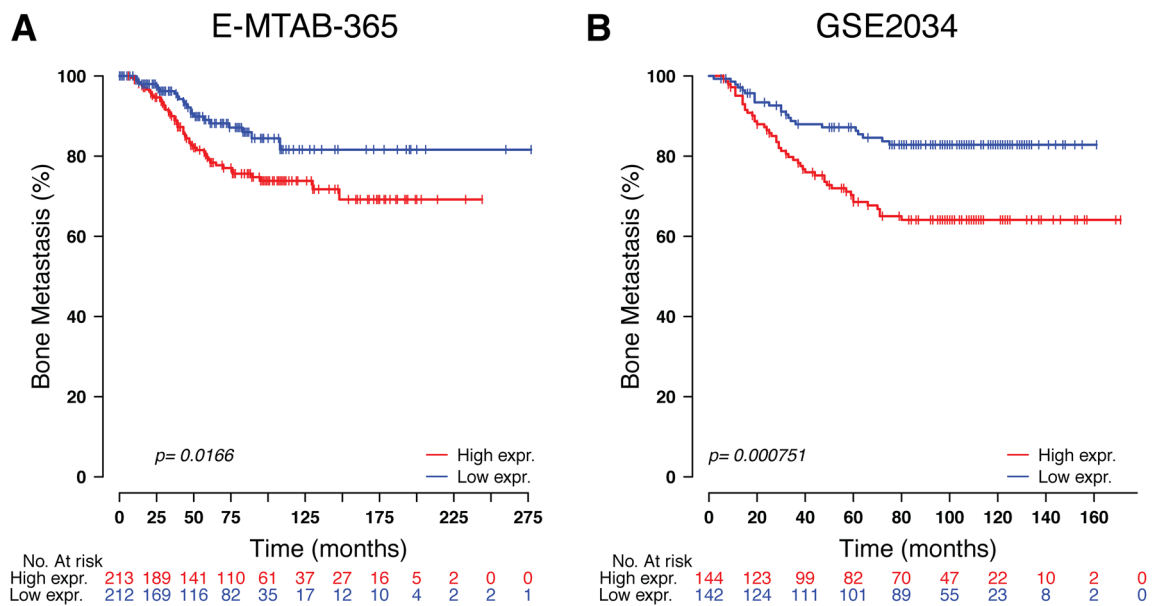 A
E-MTAB-365
100
80
60
40
20
0
Bone Metastasis (%)
p= 0.0166
High expr.
Low expr.
0 25 50 75 125 175 225 275
Time (months)
No. At risk
High expr. 213 189 141 110 61 37 27 16 5 2 0 0
Low expr. 212 169 116 82 35 17 12 10 4 2 2 1
B
GSE2034
100
80
60
40
20
0
Bone Metastasis (%)
p= 0.000751
High expr.
Low expr.
0 20 40 60 80 100 120 140 160
Time (months)
No. At risk
High expr. 144 123 99 82 70 47 22 10 2 0
Low expr. 142 124 111 101 89 55 23 8 2 0